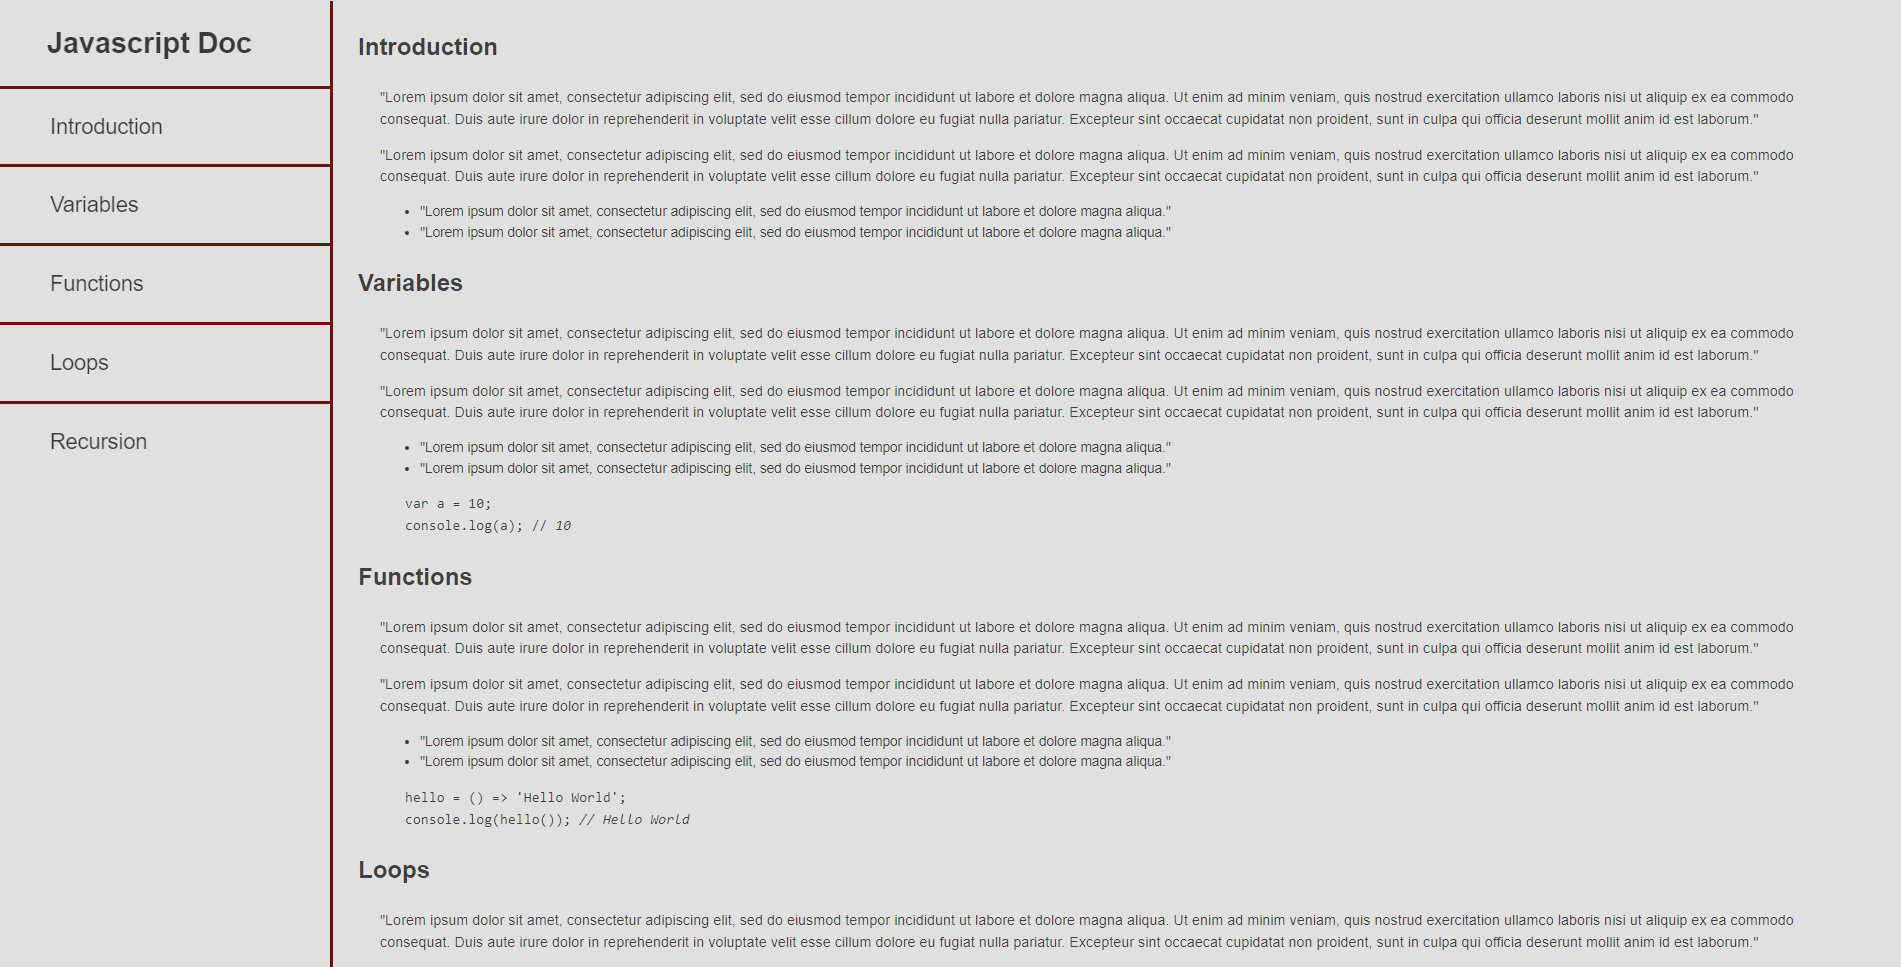 Javascript Doc
Introduction
Variables
Functions
Loops
Recursion
Introduction
"Lorem ipsum dolor sit amet, consectetur adipiscing elit, sed do eiusmod tempor incididunt ut labore et dolore magna aliqua. Ut enim ad minim veniam, quis nostrud exercitation ullamco laboris nisi ut aliquip ex ea commodo
consequat. Duis aute irure dolor in reprehenderit in voluptate velit esse cillum dolore eu fugiat nulla pariatur. Excepteur sint occaecat cupidatat non proident, sunt in culpa qui officia deserunt mollit anim id est laborum."
"Lorem ipsum dolor sit amet, consectetur adipiscing elit, sed do eiusmod tempor incididunt ut labore et dolore magna aliqua. Ut enim ad minim veniam, quis nostrud exercitation ullamco laboris nisi ut aliquip ex ea commodo
consequat. Duis aute irure dolor in reprehenderit in voluptate velit esse cillum dolore eu fugiat nulla pariatur. Excepteur sint occaecat cupidatat non proident, sunt in culpa qui officia deserunt mollit anim id est laborum."
• "Lorem ipsum dolor sit amet, consectetur adipiscing elit, sed do eiusmod tempor incididunt ut labore et dolore magna aliqua."
• "Lorem ipsum dolor sit amet, consectetur adipiscing elit, sed do eiusmod tempor incididunt ut labore et dolore magna aliqua."
Variables
"Lorem ipsum dolor sit amet, consectetur adipiscing elit, sed do eiusmod tempor incididunt ut labore et dolore magna aliqua. Ut enim ad minim veniam, quis nostrud exercitation ullamco laboris nisi ut aliquip ex ea commodo
consequat. Duis aute irure dolor in reprehenderit in voluptate velit esse cillum dolore eu fugiat nulla pariatur. Excepteur sint occaecat cupidatat non proident, sunt in culpa qui officia deserunt mollit anim id est laborum."
"Lorem ipsum dolor sit amet, consectetur adipiscing elit, sed do eiusmod tempor incididunt ut labore et dolore magna aliqua. Ut enim ad minim veniam, quis nostrud exercitation ullamco laboris nisi ut aliquip ex ea commodo
consequat. Duis aute irure dolor in reprehenderit in voluptate velit esse cillum dolore eu fugiat nulla pariatur. Excepteur sint occaecat cupidatat non proident, sunt in culpa qui officia deserunt mollit anim id est laborum."
• "Lorem ipsum dolor sit amet, consectetur adipiscing elit, sed do eiusmod tempor incididunt ut labore et dolore magna aliqua."
• "Lorem ipsum dolor sit amet, consectetur adipiscing elit, sed do eiusmod tempor incididunt ut labore et dolore magna aliqua."
var a = 10;
console.log(a); // 10
Functions
"Lorem ipsum dolor sit amet, consectetur adipiscing elit, sed do eiusmod tempor incididunt ut labore et dolore magna aliqua. Ut enim ad minim veniam, quis nostrud exercitation ullamco laboris nisi ut aliquip ex ea commodo
consequat. Duis aute irure dolor in reprehenderit in voluptate velit esse cillum dolore eu fugiat nulla pariatur. Excepteur sint occaecat cupidatat non proident, sunt in culpa qui officia deserunt mollit anim id est laborum."
"Lorem ipsum dolor sit amet, consectetur adipiscing elit, sed do eiusmod tempor incididunt ut labore et dolore magna aliqua. Ut enim ad minim veniam, quis nostrud exercitation ullamco laboris nisi ut aliquip ex ea commodo
consequat. Duis aute irure dolor in reprehenderit in voluptate velit esse cillum dolore eu fugiat nulla pariatur. Excepteur sint occaecat cupidatat non proident, sunt in culpa qui officia deserunt mollit anim id est laborum."
• "Lorem ipsum dolor sit amet, consectetur adipiscing elit, sed do eiusmod tempor incididunt ut labore et dolore magna aliqua."
• "Lorem ipsum dolor sit amet, consectetur adipiscing elit, sed do eiusmod tempor incididunt ut labore et dolore magna aliqua."
hello = () => 'Hello World';
console.log(hello()); // Hello World
Loops
"Lorem ipsum dolor sit amet, consectetur adipiscing elit, sed do eiusmod tempor incididunt ut labore et dolore magna aliqua. Ut enim ad minim veniam, quis nostrud exercitation ullamco laboris nisi ut aliquip ex ea commodo
consequat. Duis aute irure dolor in reprehenderit in voluptate velit esse cillum dolore eu fugiat nulla pariatur. Excepteur sint occaecat cupidatat non proident, sunt in culpa qui officia deserunt mollit anim id est laborum."